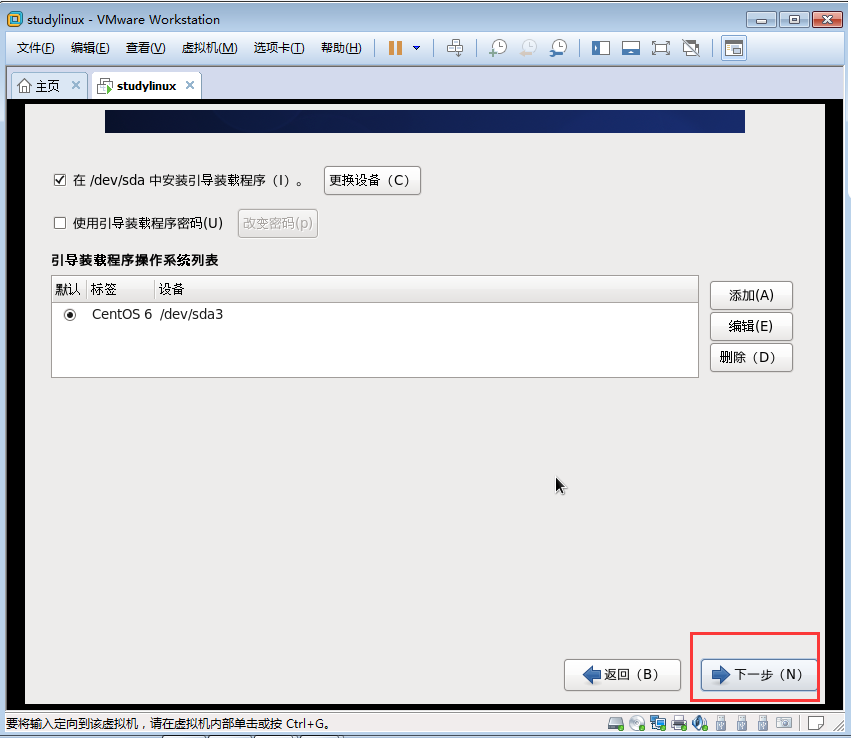 studylinux - VMware Workstation
文件(F) 编辑(E) 查看(V) 虚拟机(M) 选项卡(T) 帮助(H)
主页 studylinux
在 /dev/sda 中安装引导装载程序（I）。 更换设备（C）
使用引导装载程序密码(U) 改变密码(p)
引导装载程序操作系统列表
默认 标签 设备
CentOS 6 /dev/sda3
添加(A)
编辑(E)
删除（D）
返回（B） 下一步（N）
要将输入定向到该虚拟机，请在虚拟机内部单击或按 Ctrl+G。